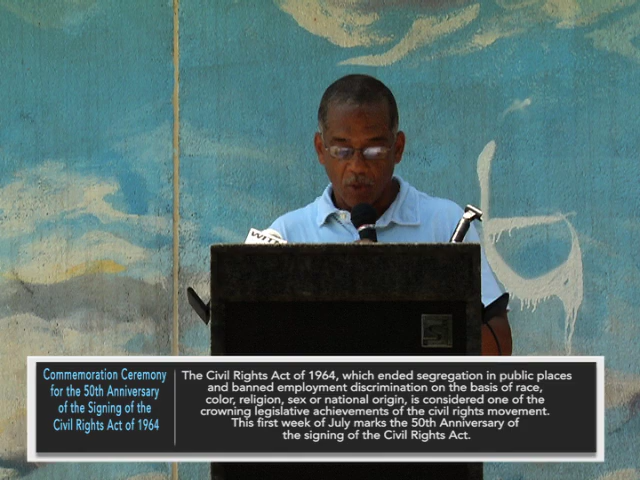 WITN
Commemoration Ceremony
for the 50th Anniversary
of the Signing of the
Civil Rights Act of 1964
The Civil Rights Act of 1964, which ended segregation in public places
and banned employment discrimination on the basis of race,
color, religion, sex or national origin, is considered one of the
crowning legislative achievements of the civil rights movement.
This first week of July marks the 50th Anniversary of
the signing of the Civil Rights Act.